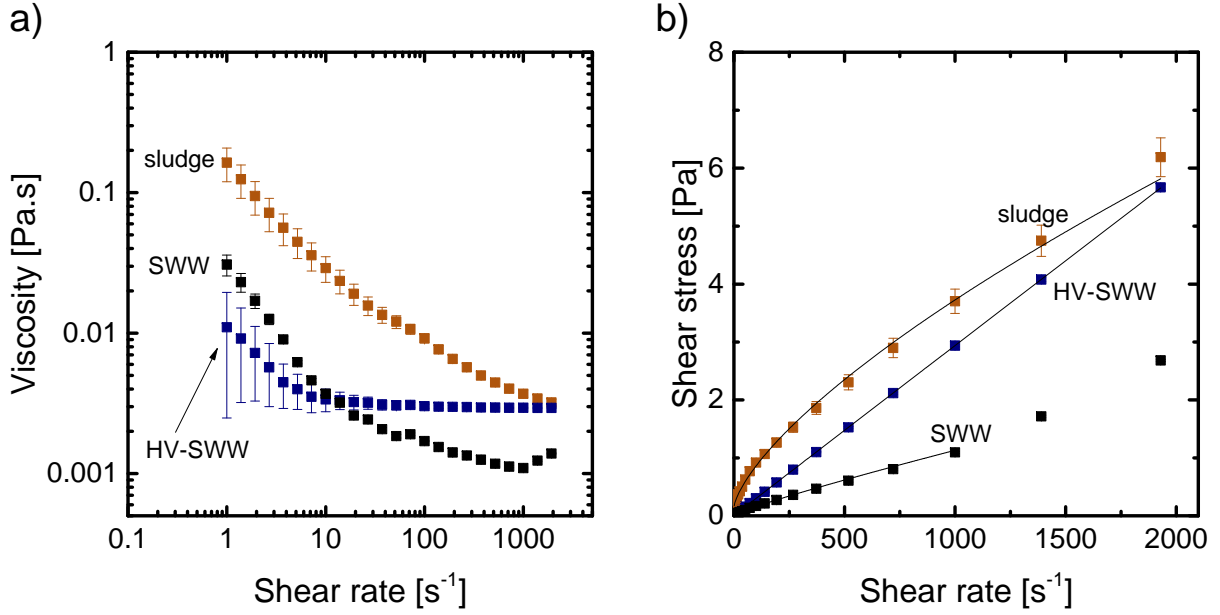 a)
1
0.1
0.01
0.001
0.1
1
10
100
1000
Viscosity [Pa.s]
Shear rate [s⁻¹]
sludge
SWW
HV-SWW
b)
8
6
4
2
0
0
500
1000
1500
2000
Shear stress [Pa]
Shear rate [s⁻¹]
sludge
HV-SWW
SWW